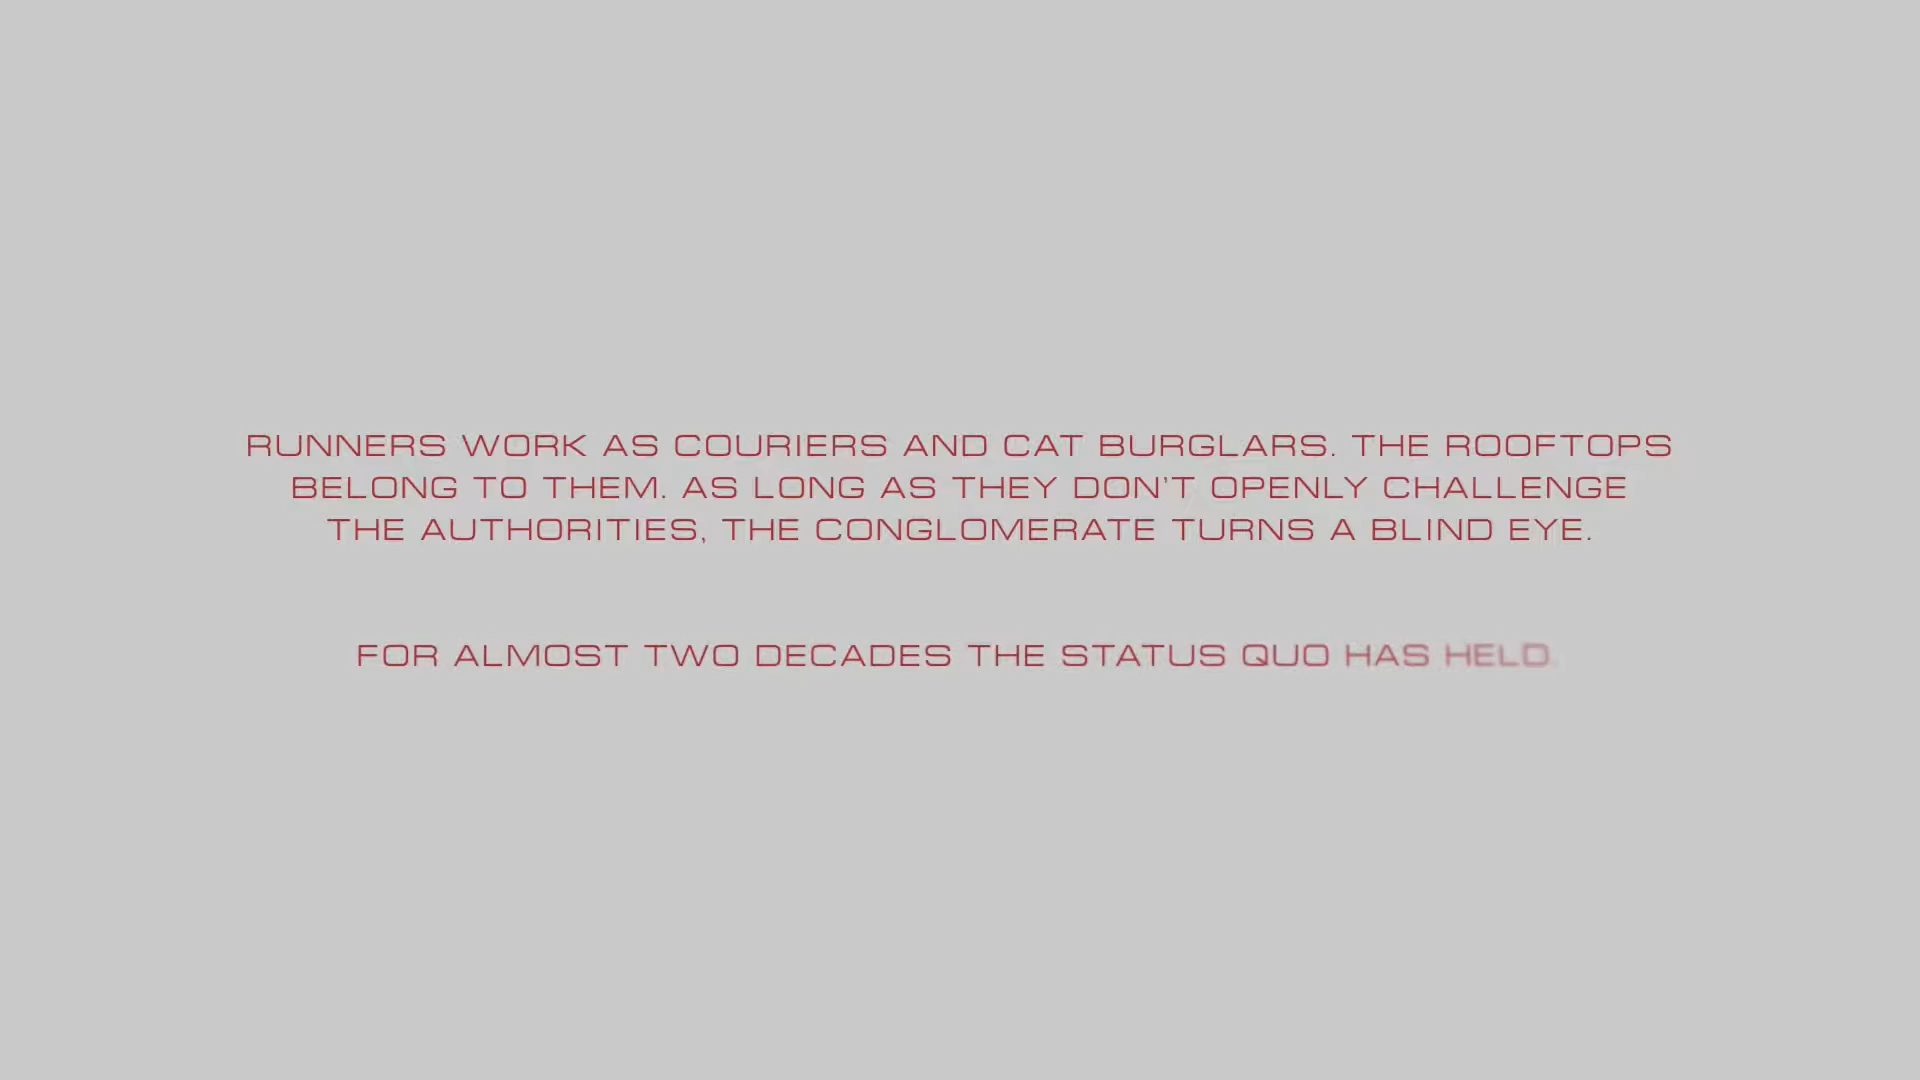 RUNNERS WORK AS COURIERS AND CAT BURGLARS. THE ROOFTOPS
BELONG TO THEM. AS LONG AS THEY DON'T OPENLY CHALLENGE
THE AUTHORITIES, THE CONGLOMERATE TURNS A BLIND EYE.
FOR ALMOST TWO DECADES THE STATUS QUO HAS HELD.